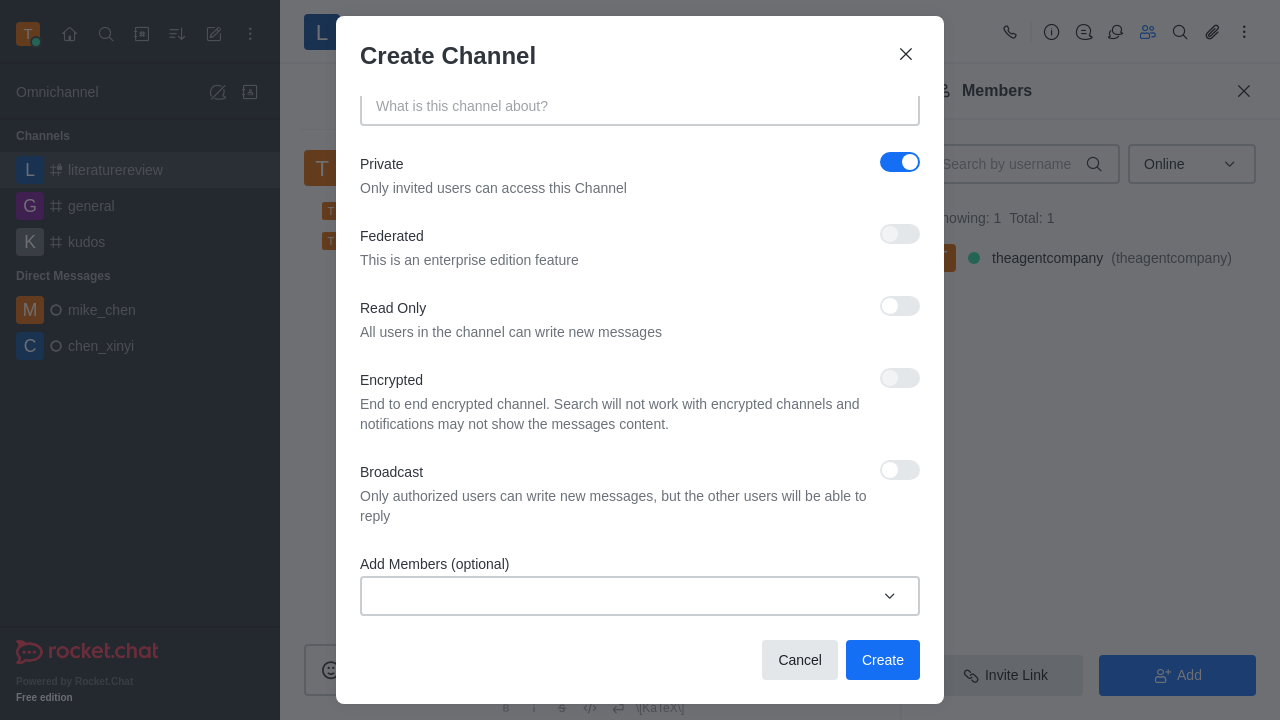 T
Omnichannel
Channels
L literaturereview
G general
K kudos
Direct Messages
M mike_chen
C chen_xinyi
rocket.chat
Powered by Rocket.Chat
Free edition
L
T
T
T
Create Channel
What is this channel about?
Private
Only invited users can access this Channel
Federated
This is an enterprise edition feature
Read Only
All users in the channel can write new messages
Encrypted
End to end encrypted channel. Search will not work with encrypted channels and
notifications may not show the messages content.
Broadcast
Only authorized users can write new messages, but the other users will be able to
reply
Add Members (optional)
Cancel
Create
Members
Search by username
Online
howing: 1 Total: 1
theagentcompany (theagentcompany)
Invite Link
Add
B i S \[KaTeX\]